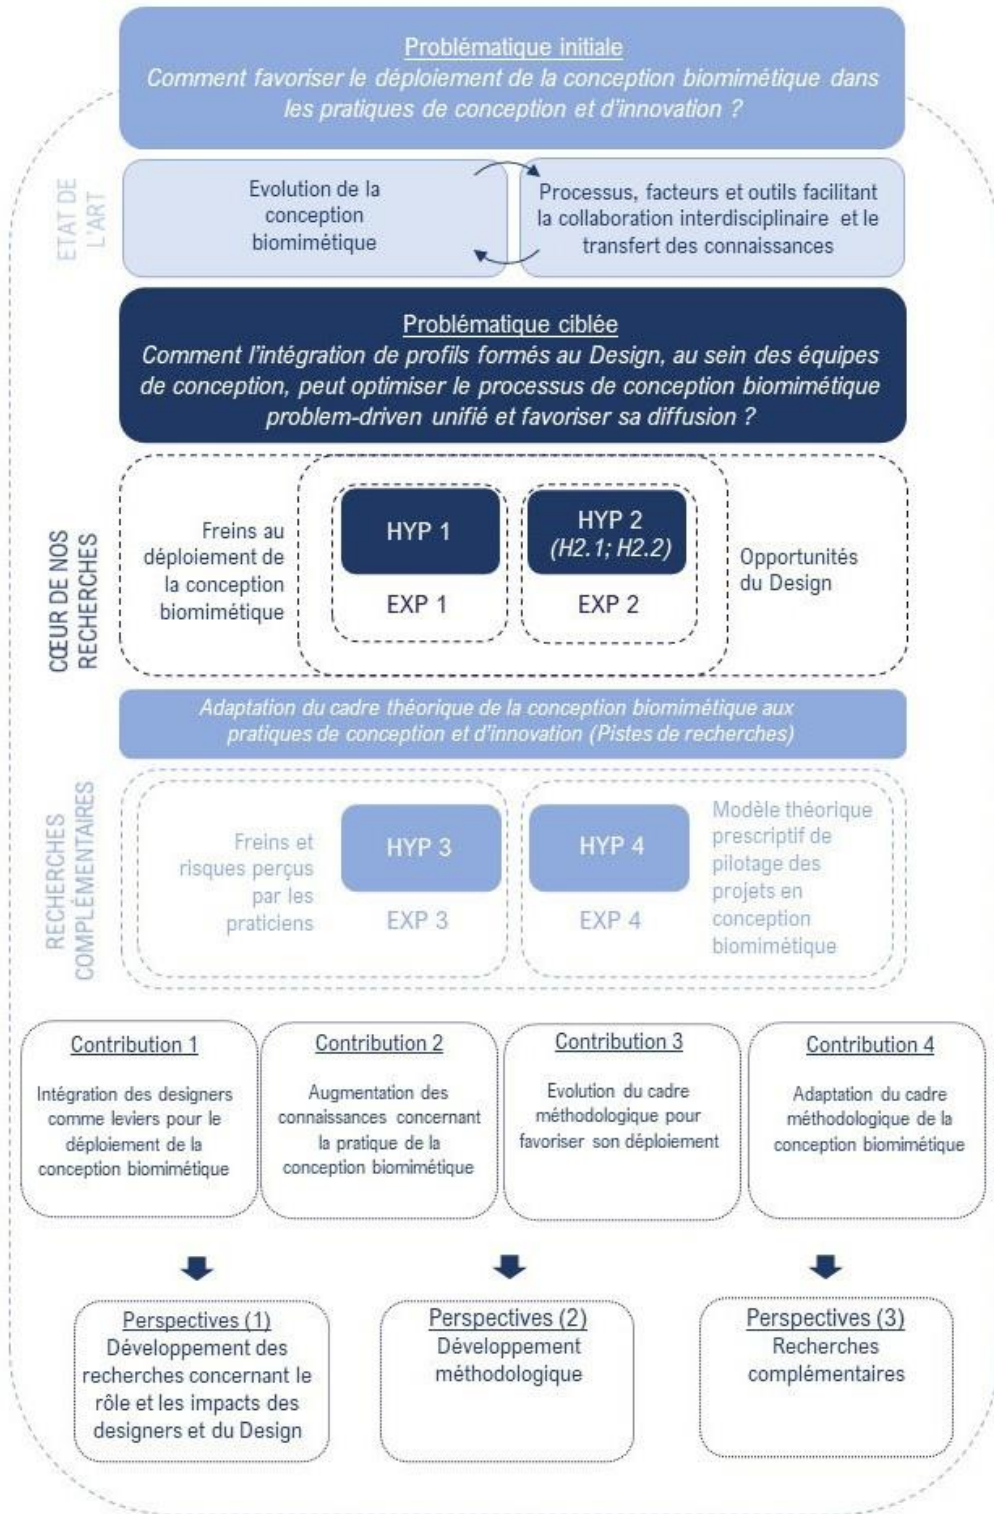 Problématique initiale
Comment favoriser le déploiement de la conception biomimétique dans
les pratiques de conception et d'innovation ?
ETAT DE
L'ART
Evolution de la
conception
biomimétique
Processus, facteurs et outils facilitant
la collaboration interdisciplinaire et le
transfert des connaissances
Problématique ciblée
Comment l'intégration de profils formés au Design, au sein des équipes
de conception, peut optimiser le processus de conception biomimétique
problem-driven unifié et favoriser sa diffusion ?
CŒUR DE NOS
RECHERCHES
Freins au
déploiement de
la conception
biomimétique
HYP 1
EXP 1
HYP 2
(H2.1; H2.2)
EXP 2
Opportunités
du Design
Adaptation du cadre théorique de la conception biomimétique aux
pratiques de conception et d'innovation (Pistes de recherches)
RECHERCHES
COMPLÉMENTAIRES
Freins et
risques perçus
par les
praticiens
HYP 3
EXP 3
HYP 4
EXP 4
Modèle théorique
prescriptif de
pilotage des
projets en
conception
biomimétique
Contribution 1
Intégration des designers
comme leviers pour le
déploiement de la
conception biomimétique
Contribution 2
Augmentation des
connaissances concernant
la pratique de la
conception biomimétique
Contribution 3
Evolution du cadre
méthodologique pour
favoriser son déploiement
Contribution 4
Adaptation du cadre
méthodologique de la
conception biomimétique
Perspectives (1)
Développement des
recherches concernant le
rôle et les impacts des
designers et du Design
Perspectives (2)
Développement
méthodologique
Perspectives (3)
Recherches
complémentaires